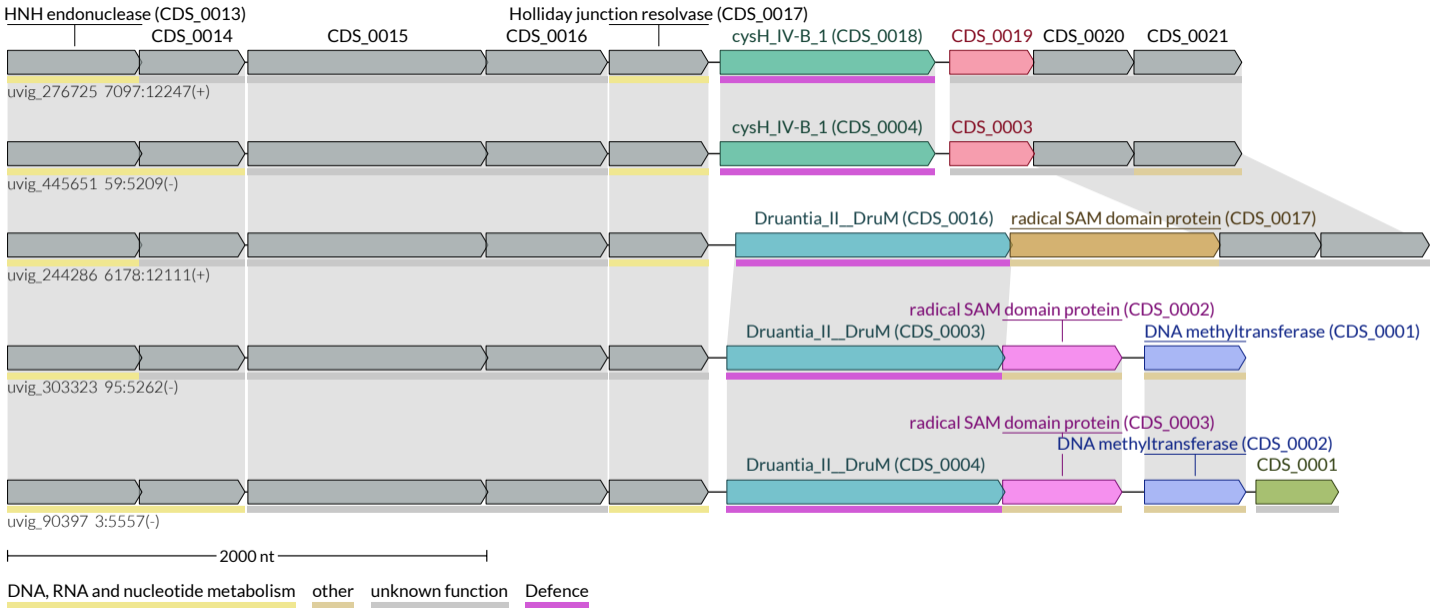 HNH endonuclease (CDS_0013)
Holliday junction resolvase (CDS_0017)
CDS_0014
CDS_0015
CDS_0016
cysH_IV-B_1 (CDS_0018)
CDS_0019
CDS_0020
CDS_0021
uvig_276725 7097:12247(+)
cysH_IV-B_1 (CDS_0004)
CDS_0003
uvig_445651 59:5209(-)
Druantia_II__DruM (CDS_0016)
radical SAM domain protein (CDS_0017)
uvig_244286 6178:12111(+)
radical SAM domain protein (CDS_0002)
Druantia_II__DruM (CDS_0003)
DNA methyltransferase (CDS_0001)
uvig_303323 95:5262(-)
radical SAM domain protein (CDS_0003)
DNA methyltransferase (CDS_0002)
Druantia_II__DruM (CDS_0004)
CDS_0001
uvig_90397 3:5557(-)
2000 nt
DNA, RNA and nucleotide metabolism
other
unknown function
Defence